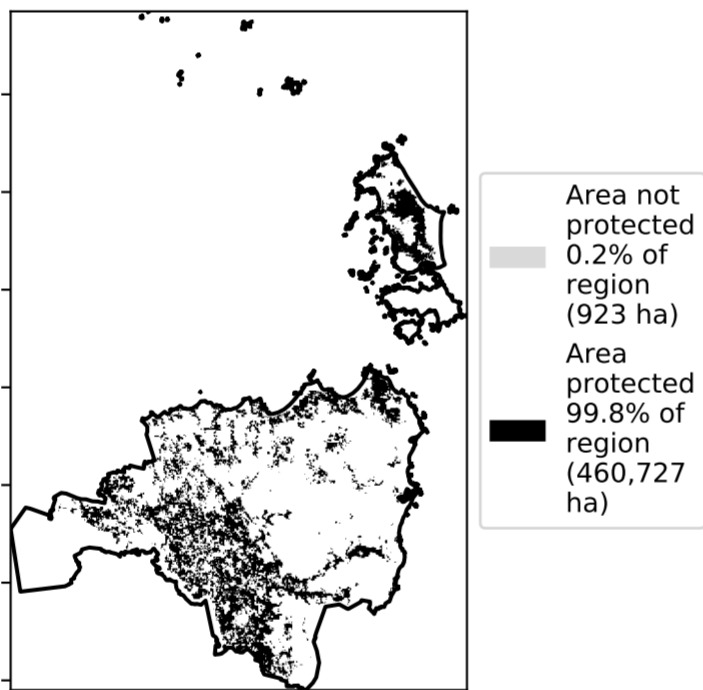 Area not
protected
0.2% of
region
(923 ha)
Area
protected
99.8% of
region
(460,727
ha)